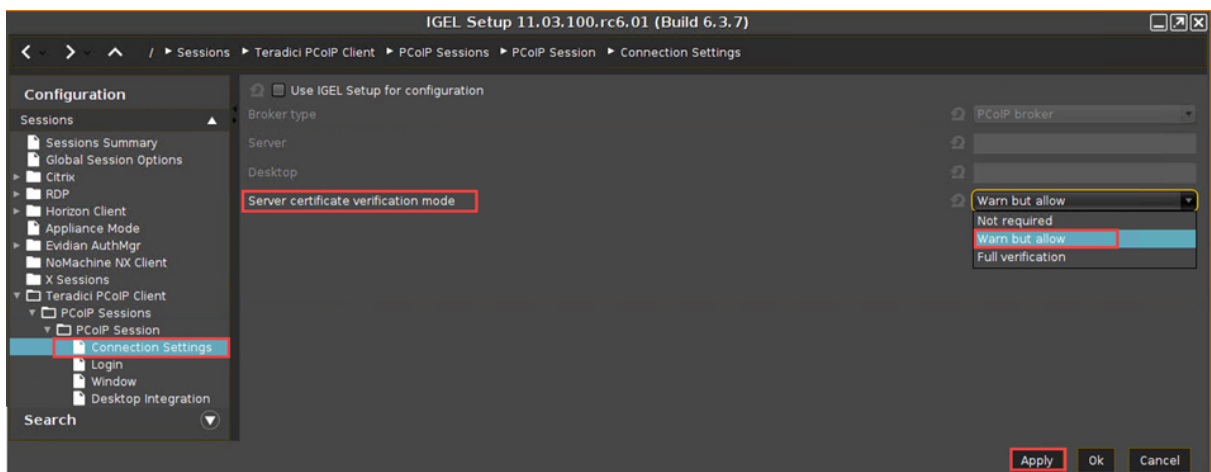 IGEL Setup 11.03.100.rc6.01 (Build 6.3.7)
/ Sessions Teradici PCoIP Client PCoIP Sessions PCoIP Session Connection Settings
Configuration
Sessions
Sessions Summary
Global Session Options
Citrix
RDP
Horizon Client
Appliance Mode
Evidian AuthMgr
NoMachine NX Client
X Sessions
Teradici PCoIP Client
PCoIP Sessions
PCoIP Session
Connection Settings
Login
Window
Desktop Integration
Search
Use IGEL Setup for configuration
Broker type PCoIP broker
Server
Desktop
Server certificate verification mode Warn but allow
Not required
Warn but allow
Full verification
Apply Ok Cancel